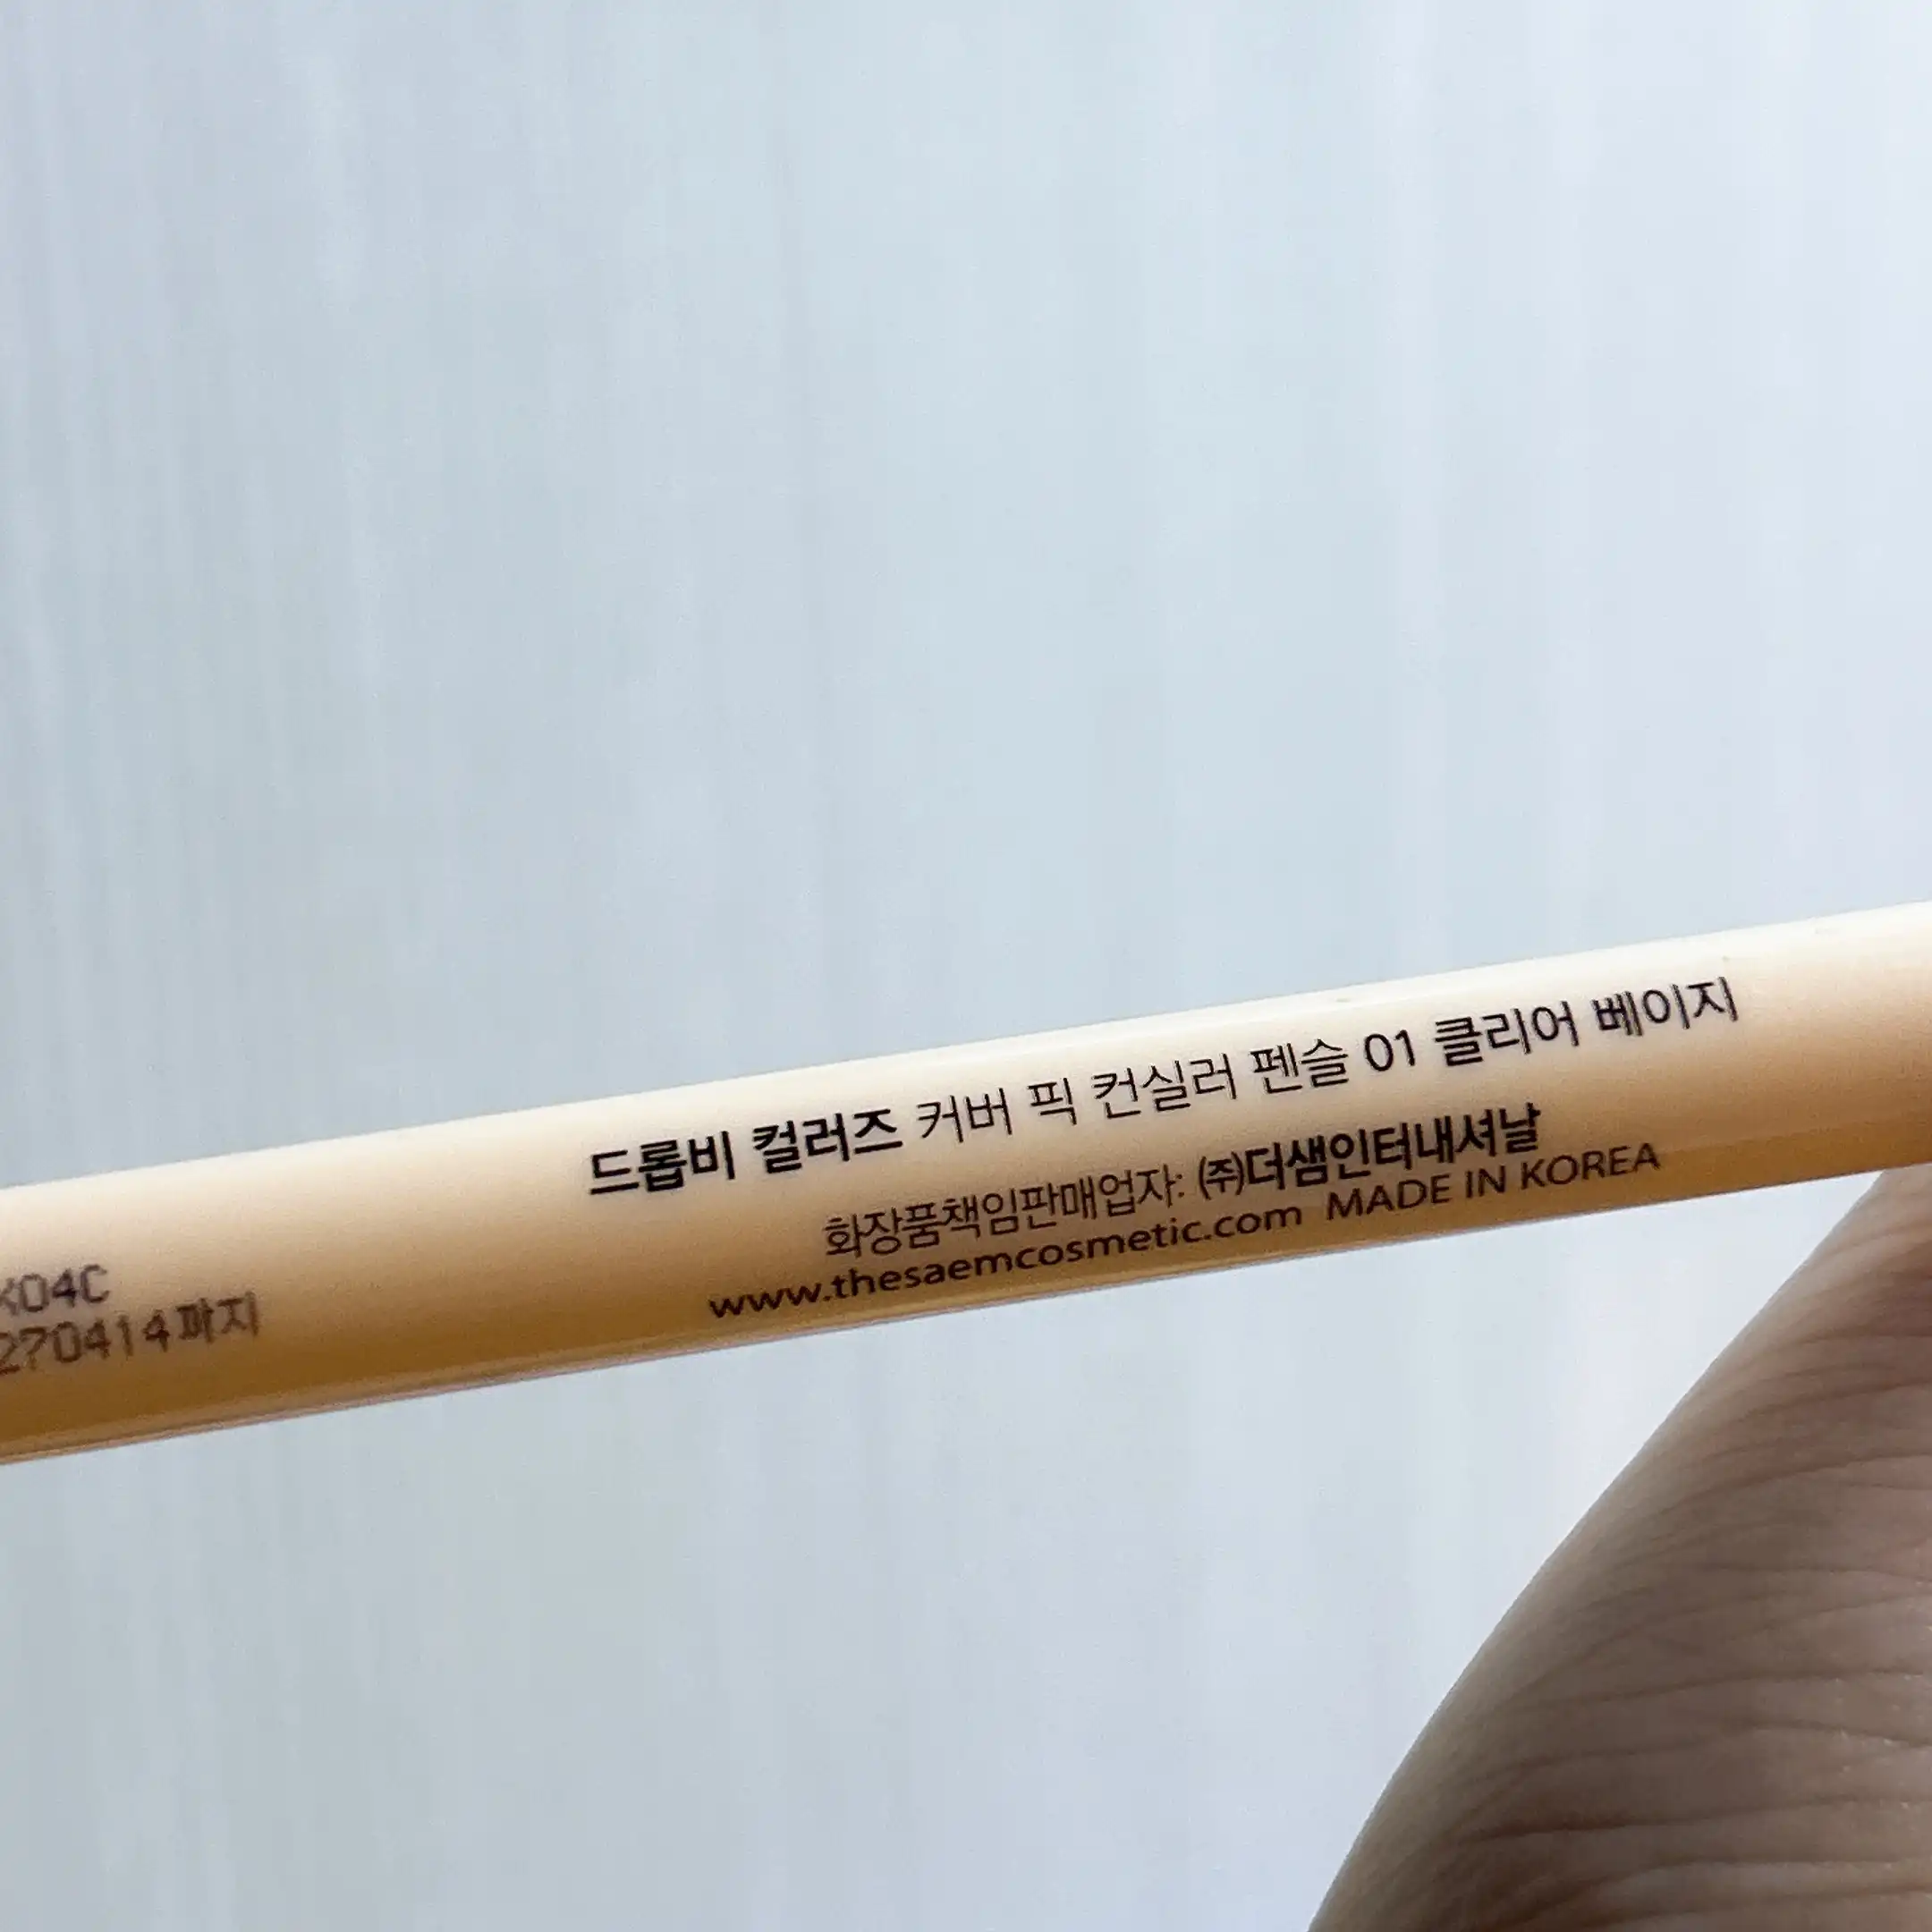 드롭비 컬러즈 커버 픽 컨실러 펜슬 01 클리어 베이지
화장품책임판매업자: ㈜더샘인터내셔날
www.thesaemcosmetic.com MADE IN KOREA
K04C
270414까지